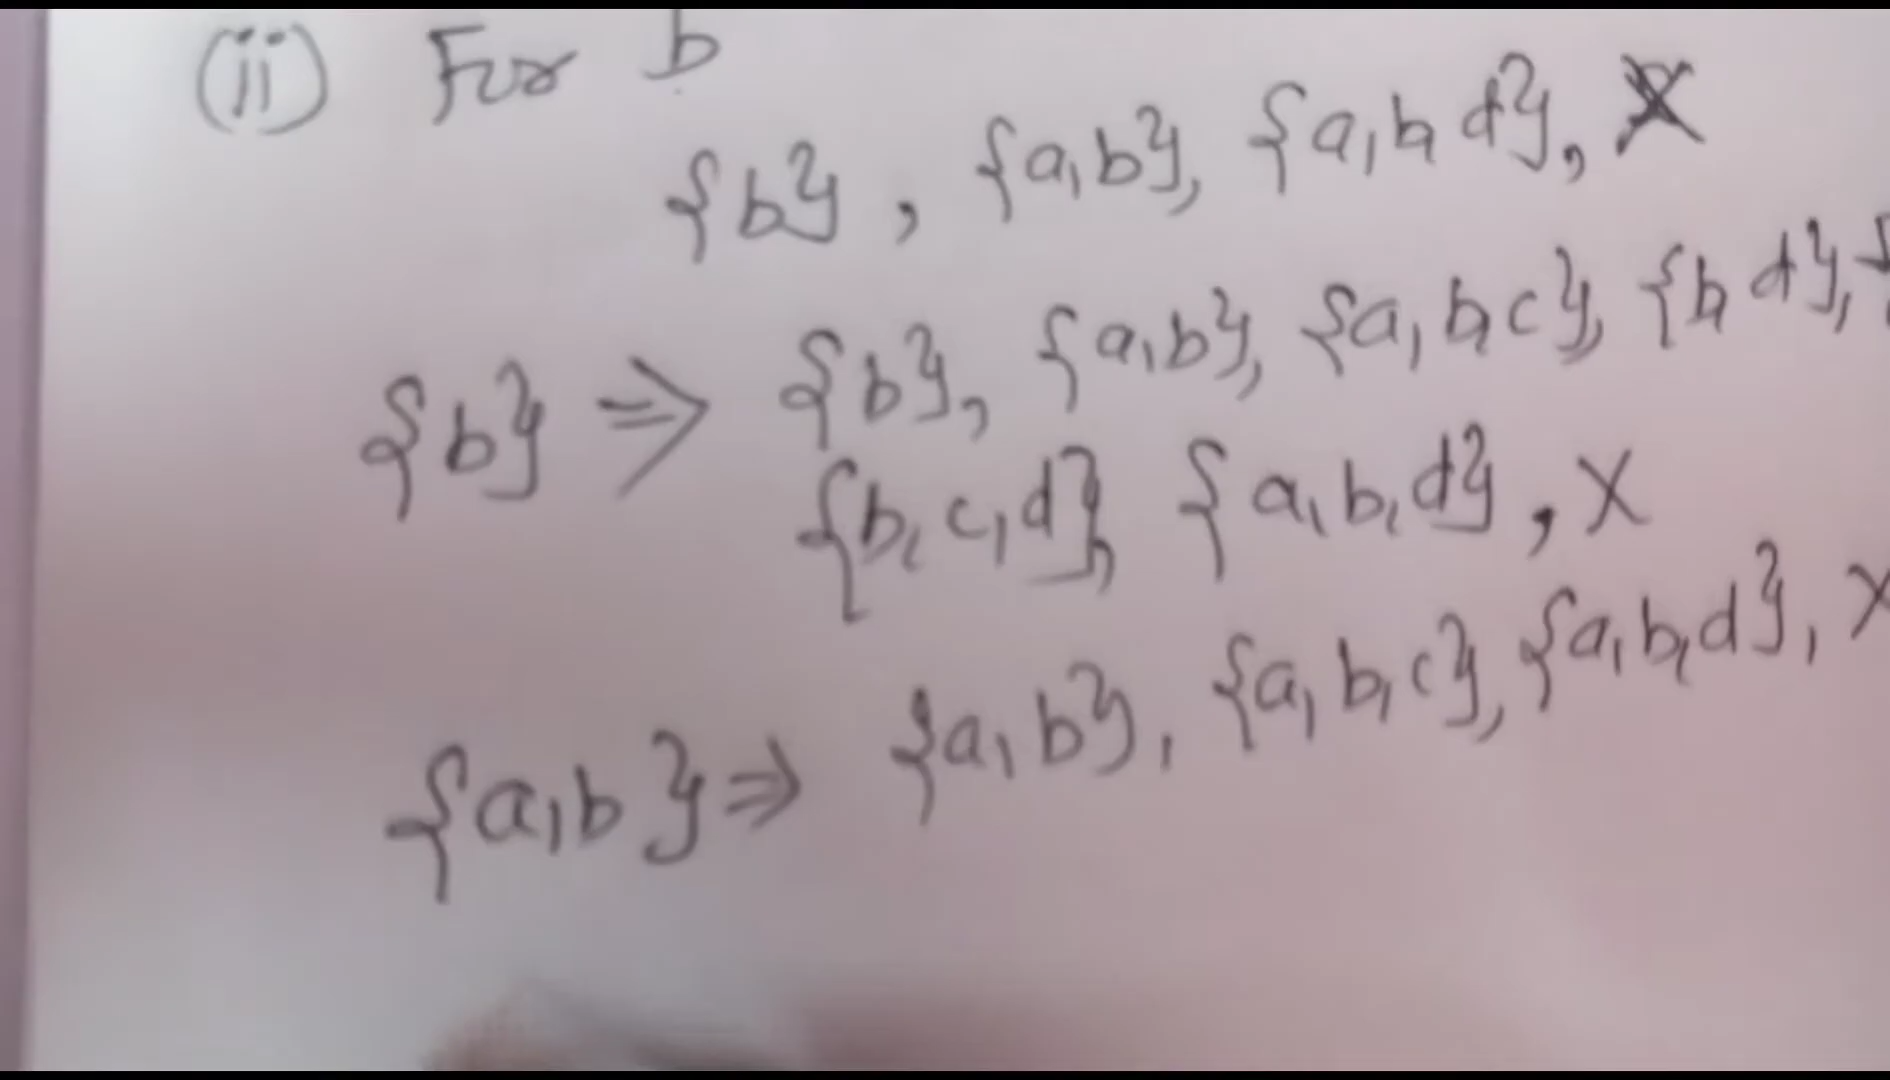 (ii) For b
{b}, {a,b}, {a,b,d}, X
{b} ⇒ {b}, {a,b}, {a,b,c}, {b,d}, {
{b,c,d}, {a,b,d}, X
{a,b} ⇒ {a,b}, {a,b,c}, {a,b,d}, X